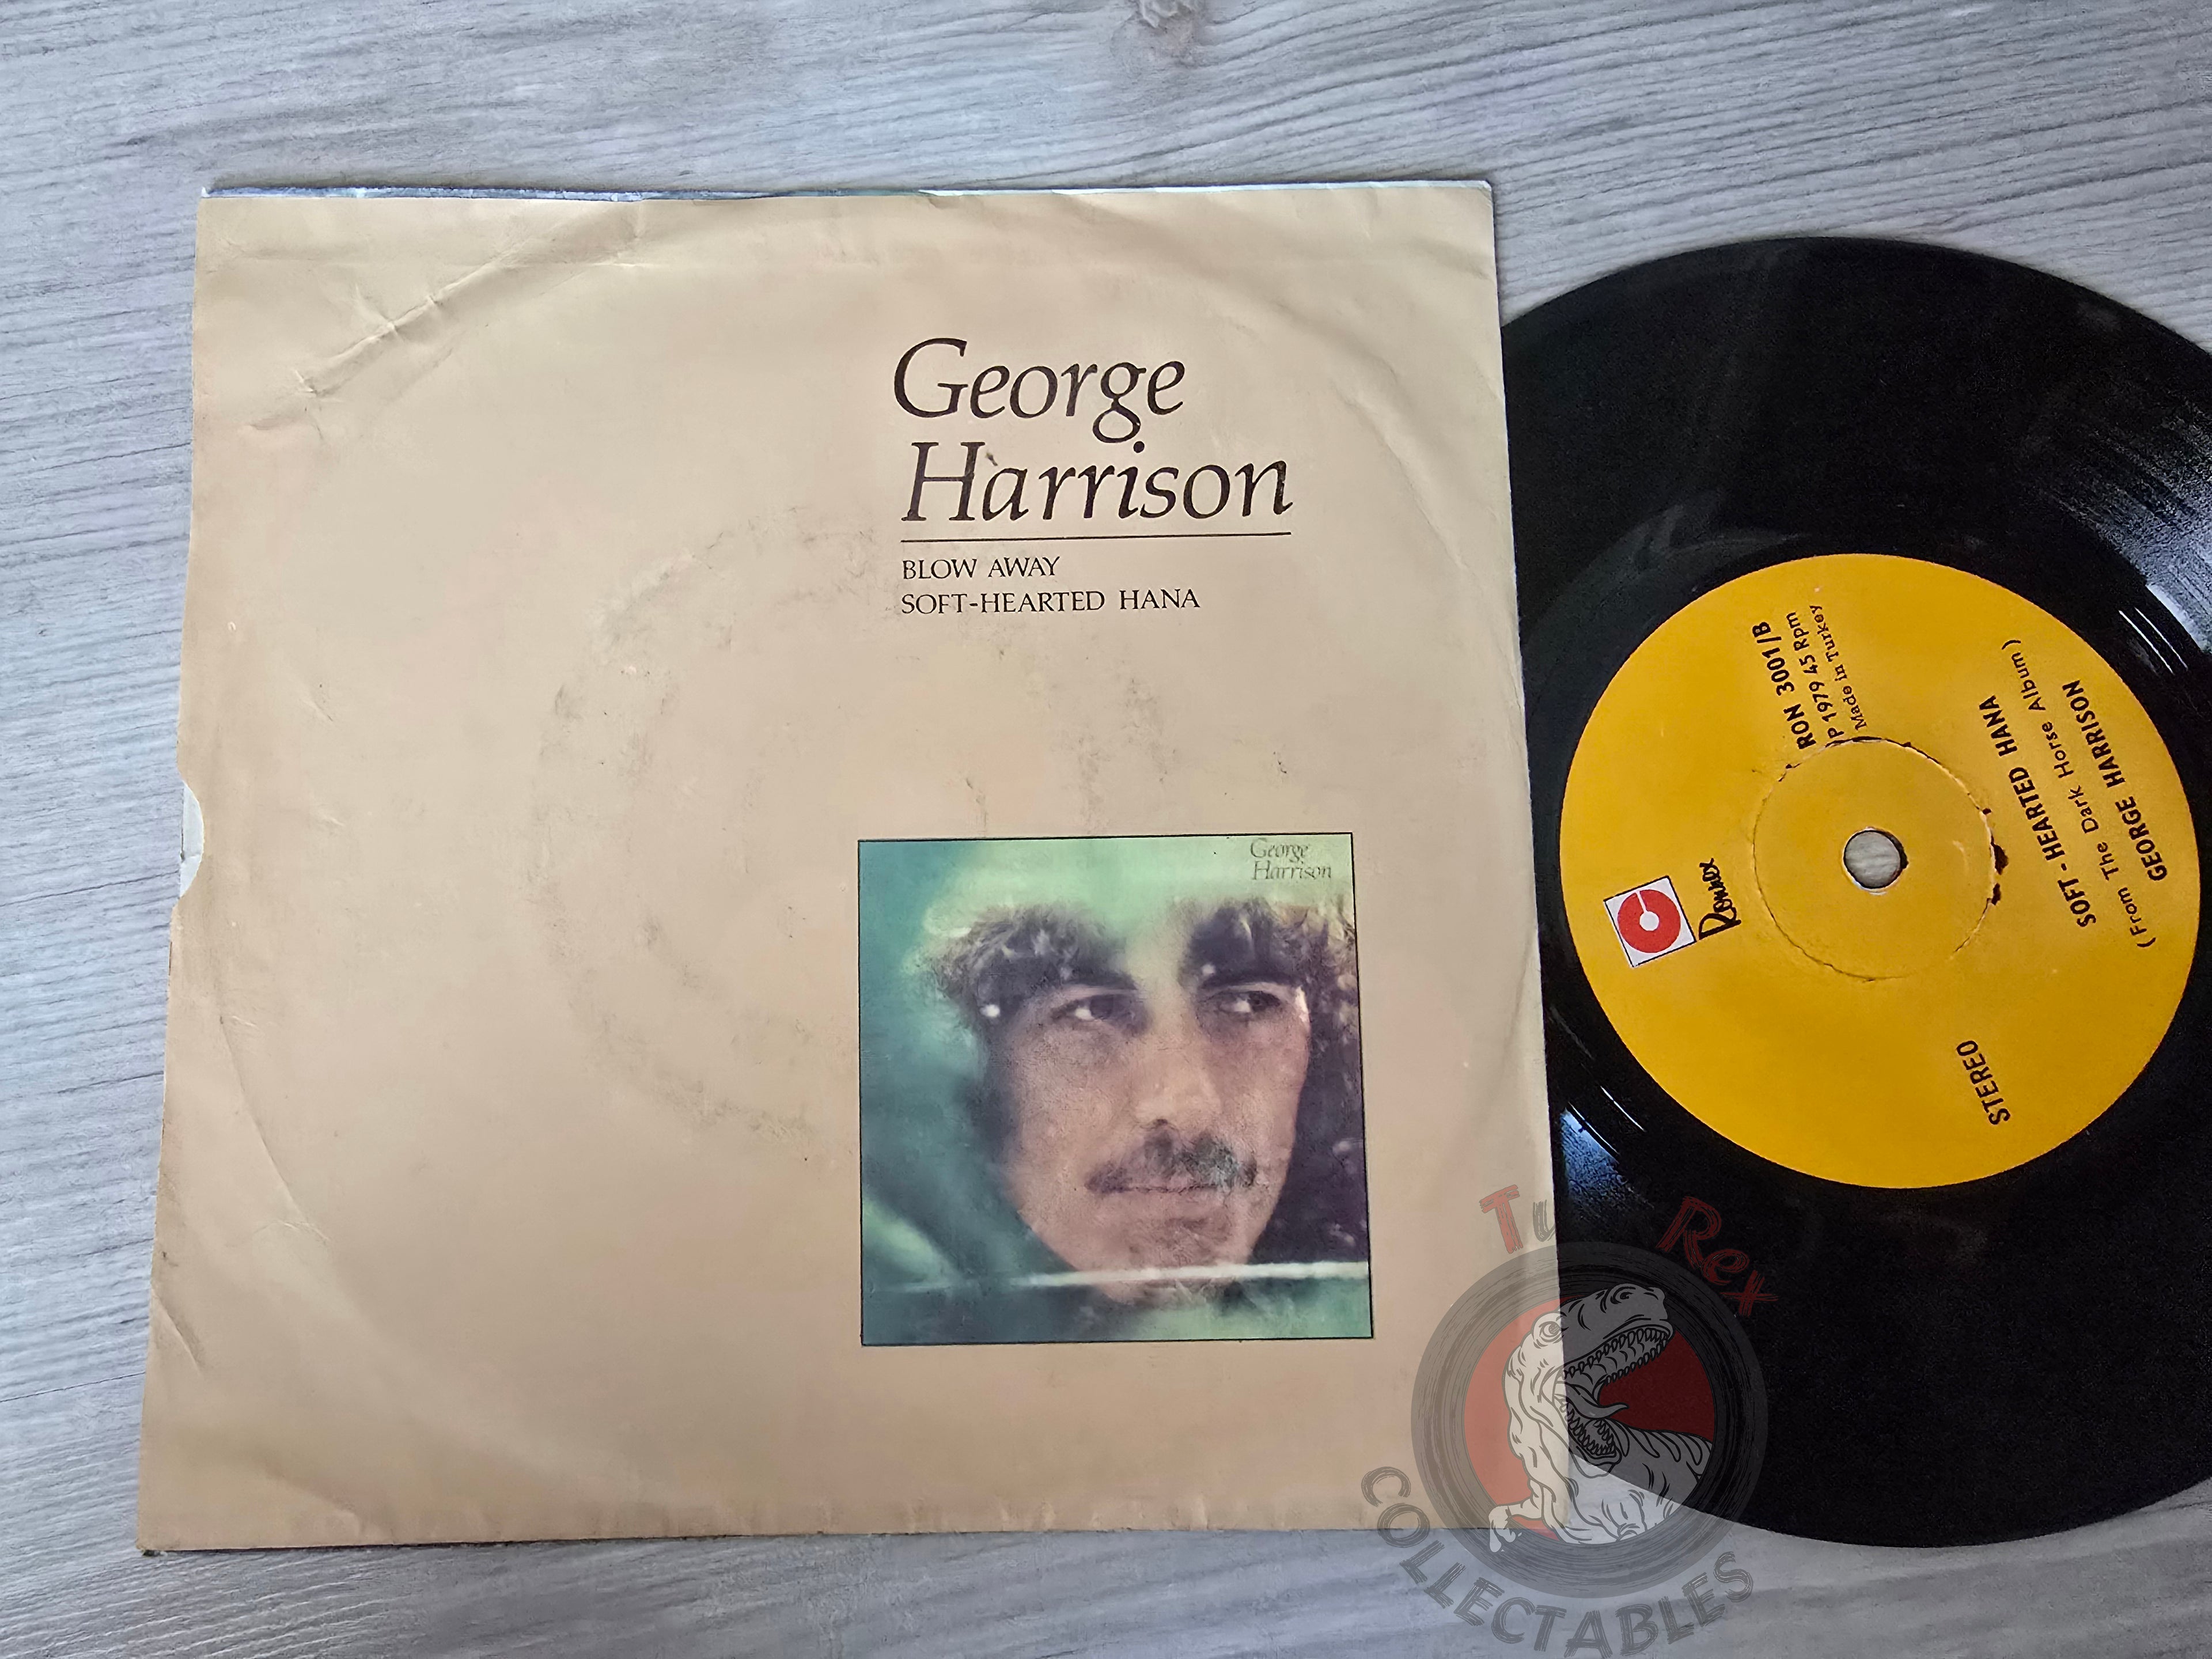 George
Harrison
BLOW AWAY
SOFT-HEARTED HANA
George
Harrison
RON 3001/B
P 1979 45 Rpm
Made in Turkey
Ronnex
SOFT - HEARTED HANA
(From The Dark Horse Album)
GEORGE HARRISON
STEREO
Rex
COLLECTABLES